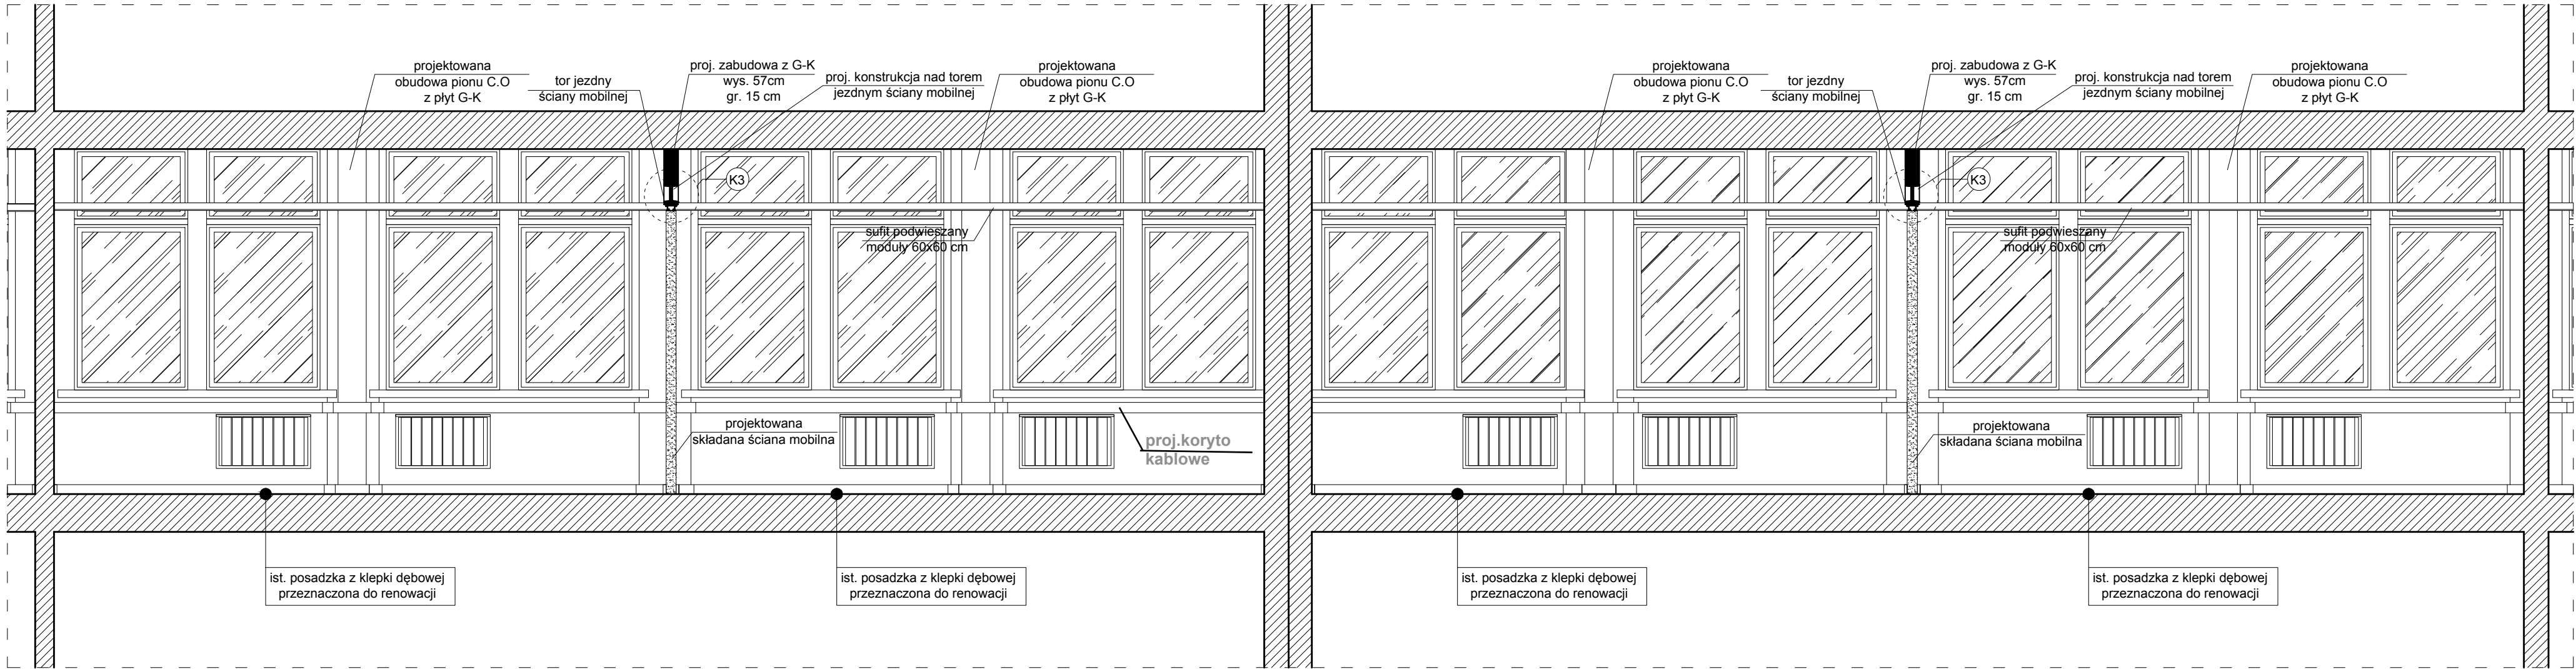 projektowana
obudowa pionu C.O
z płyt G-K
tor jezdny
ściany mobilnej
proj. zabudowa z G-K
wys. 57cm
gr. 15 cm
proj. konstrukcja nad torem
jezdnym ściany mobilnej
projektowana
obudowa pionu C.O
z płyt G-K
projektowana
obudowa pionu C.O
z płyt G-K
tor jezdny
ściany mobilnej
proj. zabudowa z G-K
wys. 57cm
gr. 15 cm
proj. konstrukcja nad torem
jezdnym ściany mobilnej
projektowana
obudowa pionu C.O
z płyt G-K
K3
K3
sufit podwieszany
moduły 60x60 cm
sufit podwieszany
moduły 60x60 cm
projektowana
składana ściana mobilna
proj.koryto
kablowe
projektowana
składana ściana mobilna
ist. posadzka z klepki dębowej
przeznaczona do renowacji
ist. posadzka z klepki dębowej
przeznaczona do renowacji
ist. posadzka z klepki dębowej
przeznaczona do renowacji
ist. posadzka z klepki dębowej
przeznaczona do renowacji